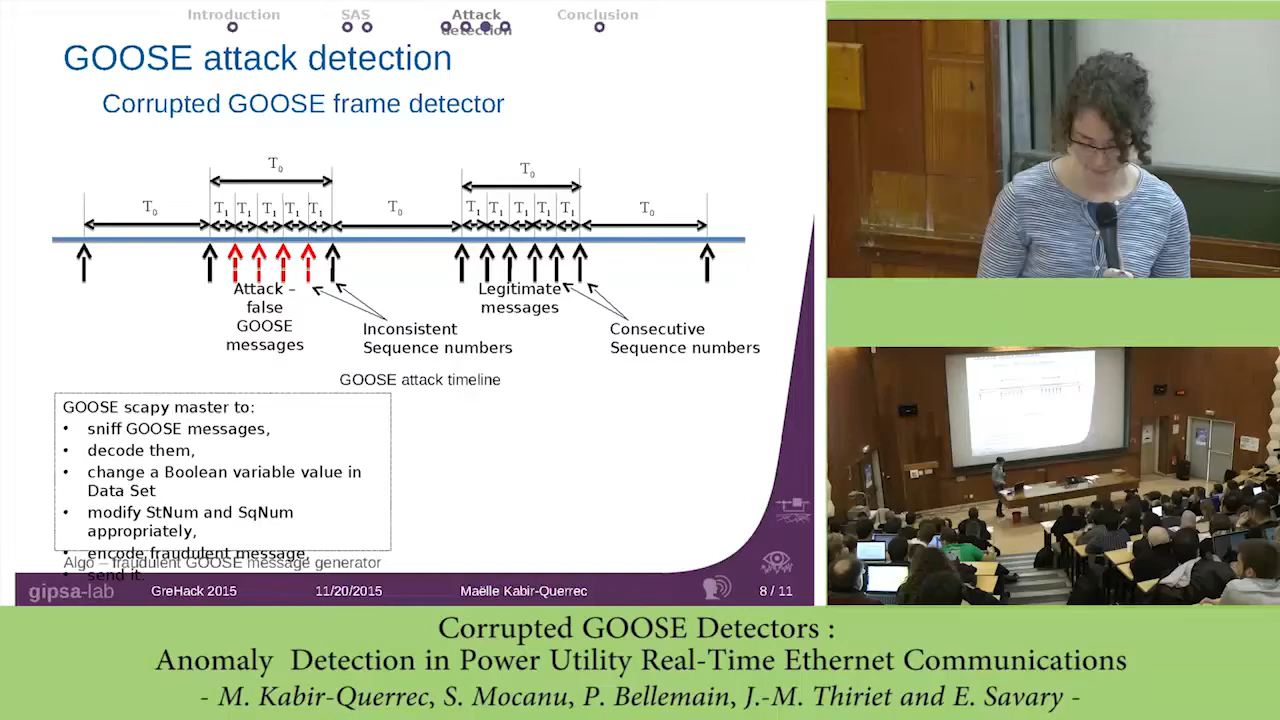 Introduction
SAS
Attack
detection
Conclusion
GOOSE attack detection
Corrupted GOOSE frame detector
T0
T0
T0
T1
T1
T1
T1
T1
T0
T1
T1
T1
T1
T1
T0
Attack –
false
GOOSE
messages
Inconsistent
Sequence numbers
Legitimate
messages
Consecutive
Sequence numbers
GOOSE attack timeline
GOOSE scapy master to:
• sniff GOOSE messages,
• decode them,
• change a Boolean variable value in
Data Set
• modify StNum and SqNum
appropriately,
• encode fraudulent message
• send it.
Algo – fraudulent GOOSE message generator
gipsa-lab
GreHack 2015
11/20/2015
Maëlle Kabir-Querrec
8 / 11
Corrupted GOOSE Detectors :
Anomaly Detection in Power Utility Real-Time Ethernet Communications
- M. Kabir-Querrec, S. Mocanu, P. Bellemain, J.-M. Thiriet and E. Savary -